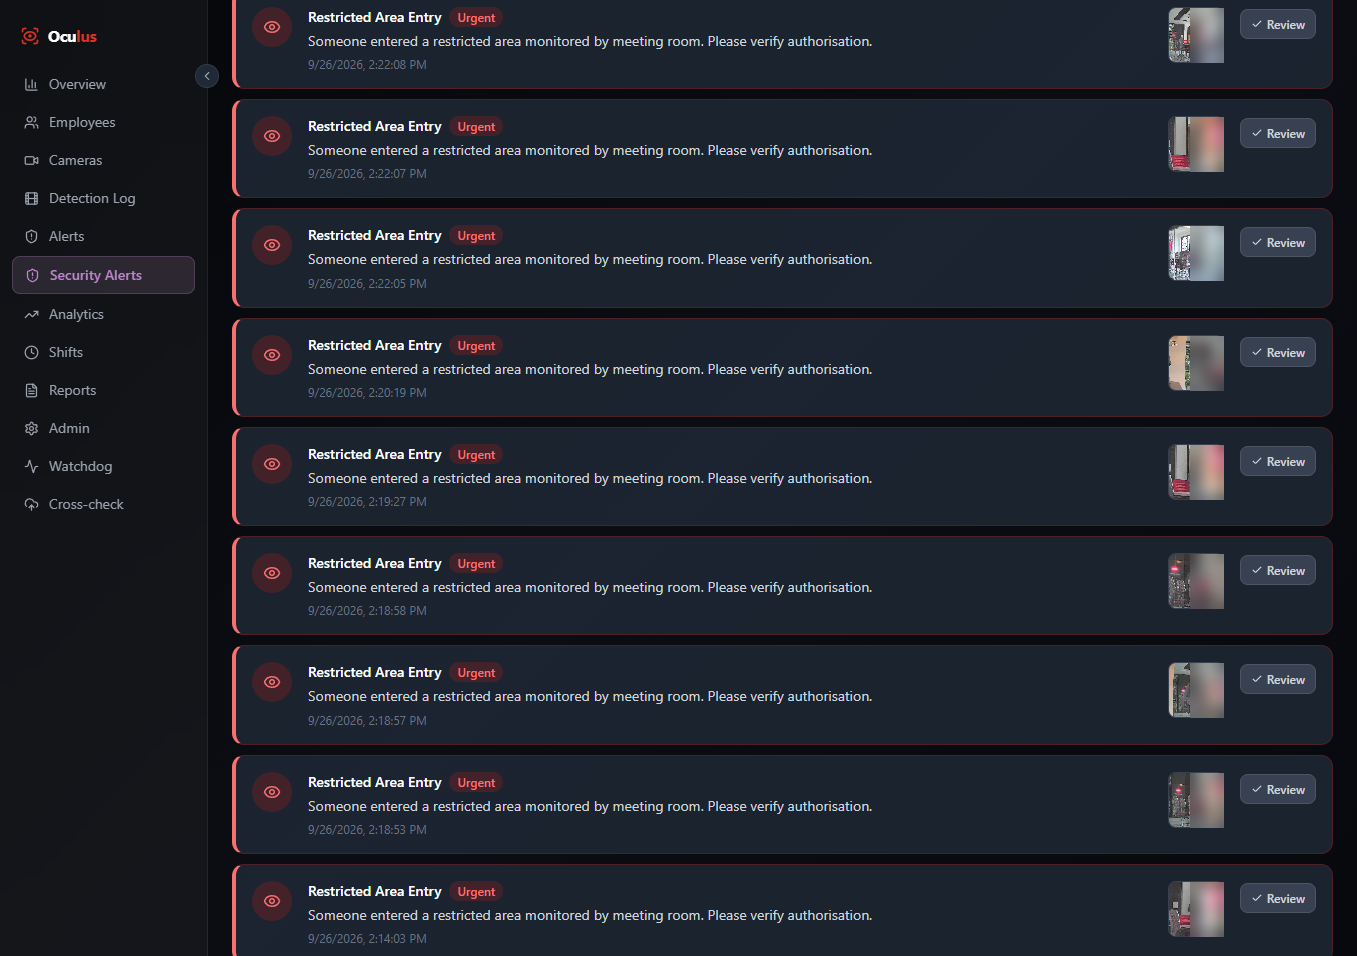 Oculus
Overview
Employees
Cameras
Detection Log
Alerts
Security Alerts
Analytics
Shifts
Reports
Admin
Watchdog
Cross-check
Restricted Area Entry Urgent
Someone entered a restricted area monitored by meeting room. Please verify authorisation.
9/26/2026, 2:22:08 PM
Review
Restricted Area Entry Urgent
Someone entered a restricted area monitored by meeting room. Please verify authorisation.
9/26/2026, 2:22:07 PM
Review
Restricted Area Entry Urgent
Someone entered a restricted area monitored by meeting room. Please verify authorisation.
9/26/2026, 2:22:05 PM
Review
Restricted Area Entry Urgent
Someone entered a restricted area monitored by meeting room. Please verify authorisation.
9/26/2026, 2:20:19 PM
Review
Restricted Area Entry Urgent
Someone entered a restricted area monitored by meeting room. Please verify authorisation.
9/26/2026, 2:19:27 PM
Review
Restricted Area Entry Urgent
Someone entered a restricted area monitored by meeting room. Please verify authorisation.
9/26/2026, 2:18:58 PM
Review
Restricted Area Entry Urgent
Someone entered a restricted area monitored by meeting room. Please verify authorisation.
9/26/2026, 2:18:57 PM
Review
Restricted Area Entry Urgent
Someone entered a restricted area monitored by meeting room. Please verify authorisation.
9/26/2026, 2:18:53 PM
Review
Restricted Area Entry Urgent
Someone entered a restricted area monitored by meeting room. Please verify authorisation.
9/26/2026, 2:14:03 PM
Review